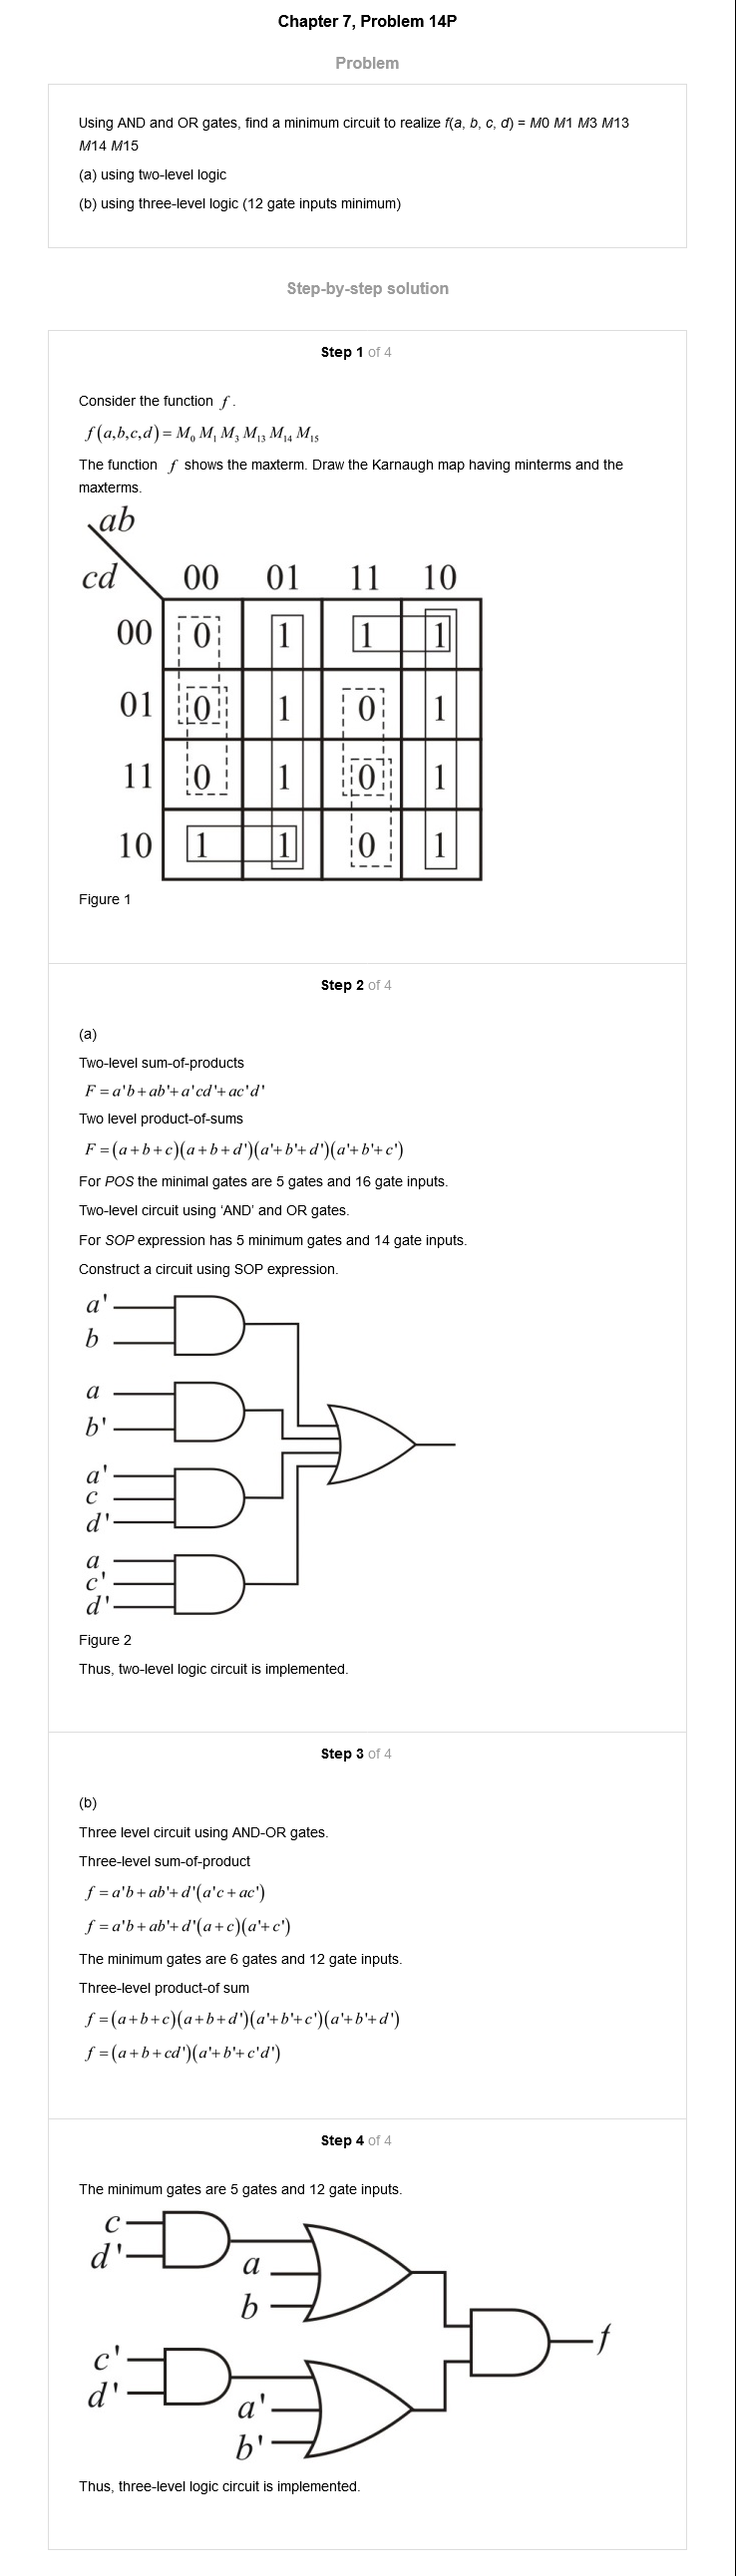 Chapter 7, Problem 14P
Problem
Using AND and OR gates, find a minimum circuit to realize f(a, b, c, d) = M0 M1 M3 M13
M14 M15
(a) using two-level logic
(b) using three-level logic (12 gate inputs minimum)
Step-by-step solution
Step 1 of 4
Consider the function f .
f(a,b,c,d) = M₀ M₁ M₃ M₁₃ M₁₄ M₁₅
The function f shows the maxterm. Draw the Karnaugh map having minterms and the
maxterms.
ab
cd 00 01 11 10
00 0 1 1 1
01 0 1 0 1
11 0 1 0 1
10 1 1 0 1
Figure 1
Step 2 of 4
(a)
Two-level sum-of-products
F = a'b + ab' + a'cd' + ac'd'
Two level product-of-sums
F = (a+b+c)(a+b+d')(a'+b'+d')(a'+b'+c')
For POS the minimal gates are 5 gates and 16 gate inputs.
Two-level circuit using ‘AND’ and OR gates.
For SOP expression has 5 minimum gates and 14 gate inputs.
Construct a circuit using SOP expression.
a'
b
a
b'
a'
c
d'
a
c'
d'
Figure 2
Thus, two-level logic circuit is implemented.
Step 3 of 4
(b)
Three level circuit using AND-OR gates.
Three-level sum-of-product
f = a'b + ab' + d'(a'c + ac')
f = a'b + ab' + d'(a+c)(a'+c')
The minimum gates are 6 gates and 12 gate inputs.
Three-level product-of sum
f = (a+b+c)(a+b+d')(a'+b'+c')(a'+b'+d')
f = (a+b+cd')(a'+b'+c'd')
Step 4 of 4
The minimum gates are 5 gates and 12 gate inputs.
c
d'
a
b
f
c'
d'
a'
b'
Thus, three-level logic circuit is implemented.